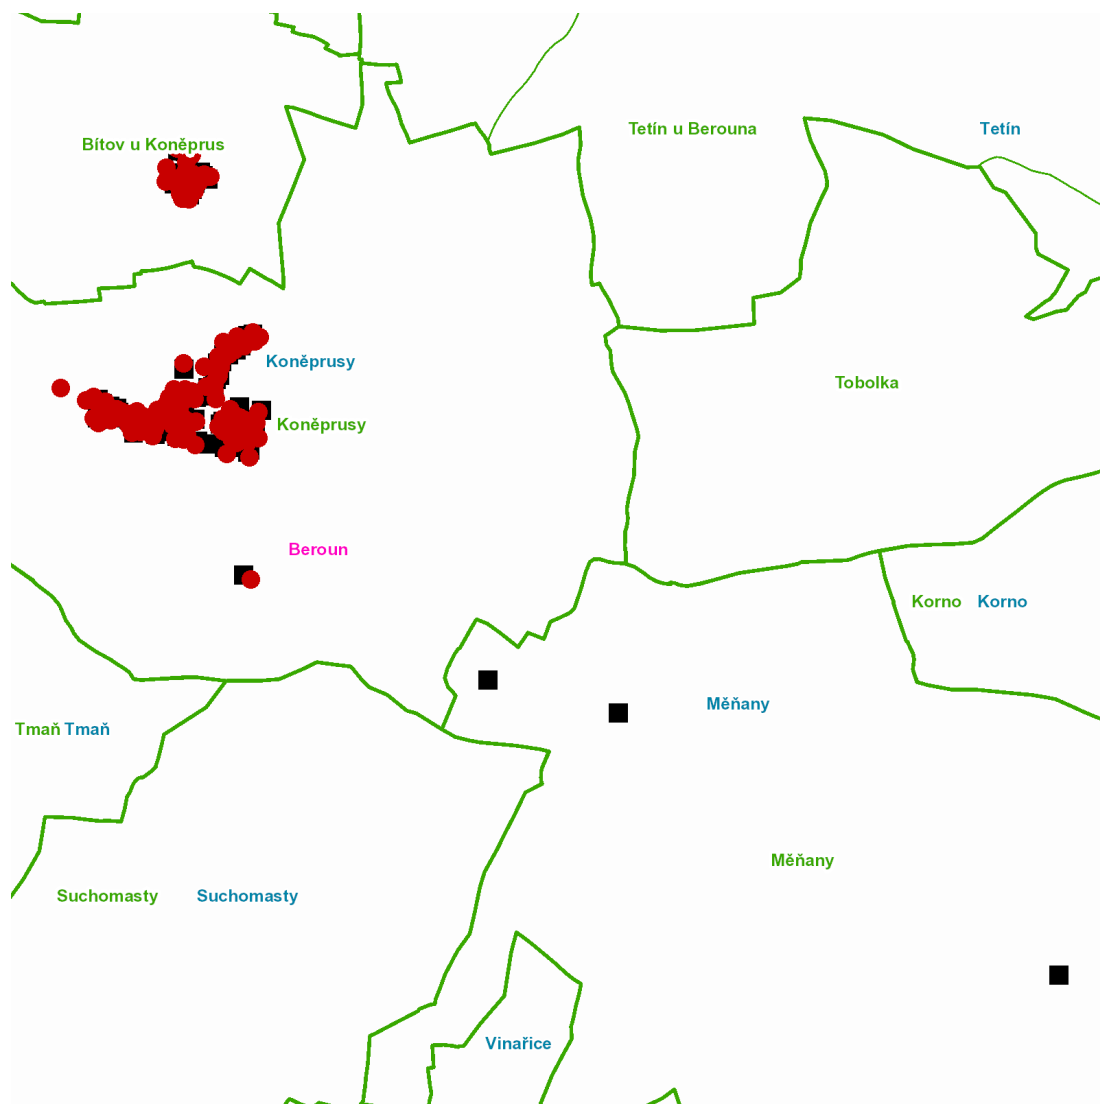 Tetín u Berouna
Tetín
Bítov u Koněprus
Koněprusy
Tobolka
Koněprusy
Beroun
Korno Korno
Měňany
Tmaň Tmaň
Měňany
Suchomasty Suchomasty
Vinařice